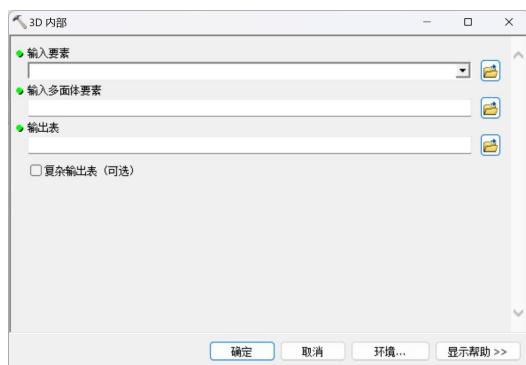 3D 内部
输入要素
输入多面体要素
输出表
复杂输出表（可选）
确定 取消 环境... 显示帮助 >>